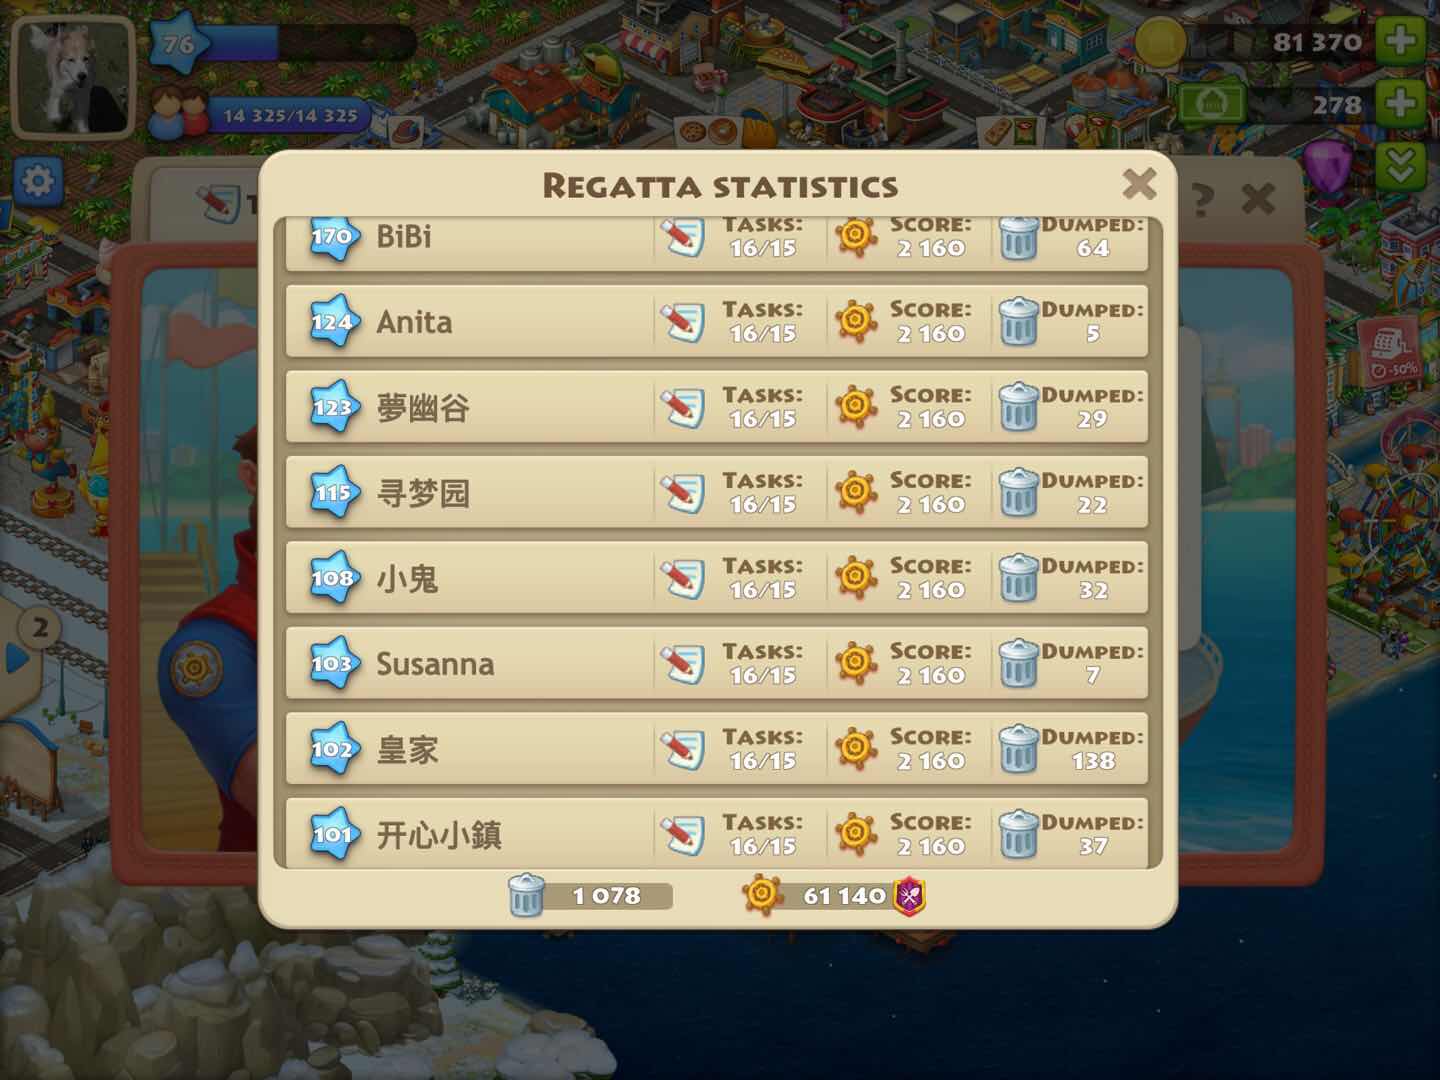 76
14 325/14 325
81 370
278
?
-50%
2
REGATTA STATISTICS
170 BiBi TASKS: 16/15 SCORE: 2 160 DUMPED: 64
124 Anita TASKS: 16/15 SCORE: 2 160 DUMPED: 5
123 夢幽谷 TASKS: 16/15 SCORE: 2 160 DUMPED: 29
115 寻梦园 TASKS: 16/15 SCORE: 2 160 DUMPED: 22
108 小鬼 TASKS: 16/15 SCORE: 2 160 DUMPED: 32
103 Susanna TASKS: 16/15 SCORE: 2 160 DUMPED: 7
102 皇家 TASKS: 16/15 SCORE: 2 160 DUMPED: 138
101 开心小鎮 TASKS: 16/15 SCORE: 2 160 DUMPED: 37
1 078
61 140